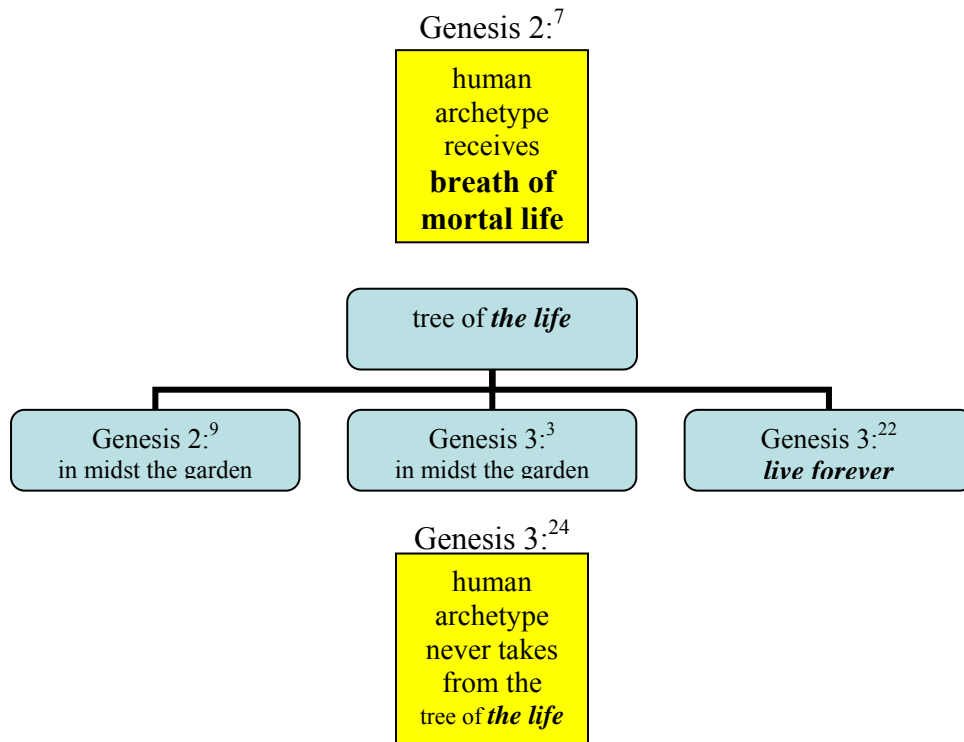 Genesis 2:7
human
archetype
receives
breath of
mortal life
tree of the life
Genesis 2:9
in midst the garden
Genesis 3:3
in midst the garden
Genesis 3:22
live forever
Genesis 3:24
human
archetype
never takes
from the
tree of the life